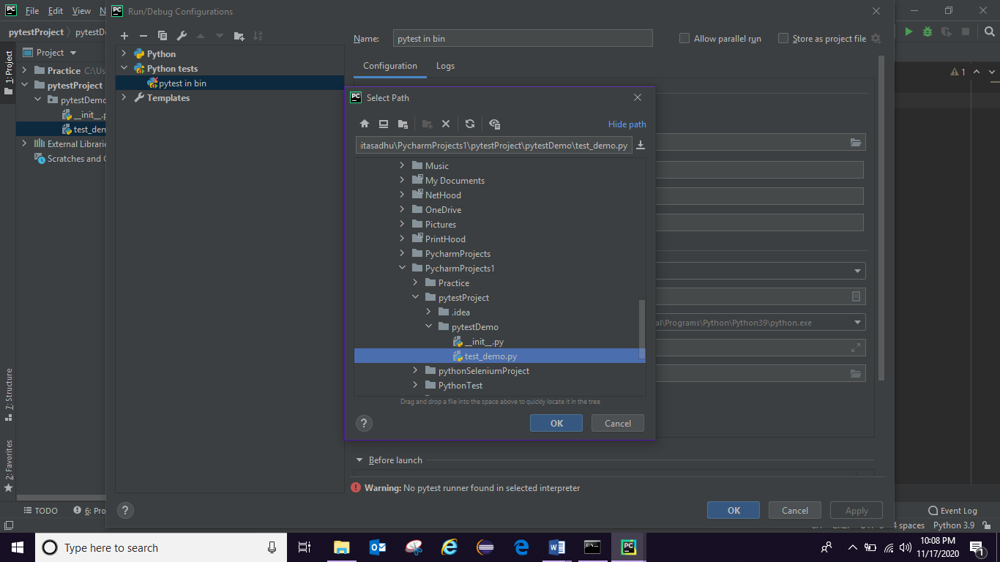 PC File Edit View N
PC Run/Debug Configurations
pytestProject pytestD
Name: pytest in bin Allow parallel run Store as project file
Project
Python
Configuration Logs
1: Project
Practice C:\Us
Python tests
1
pytestProject
pytest in bin
pytestDemo
Templates
PC Select Path
__init__.p
test_dem
Hide path
External Librarie
itasadhu\PycharmProjects1\pytestProject\pytestDemo\test_demo.py
Scratches and C
Music
My Documents
NetHood
OneDrive
Pictures
PrintHood
PycharmProjects
PycharmProjects1
Practice
pytestProject
.idea
pytestDemo
al\Programs\Python\Python39\python.exe
__init__.py
test_demo.py
pythonSeleniumProject
PythonTest
Drag and drop a file into the space above to quickly locate it in the tree
? OK Cancel
7: Structure
2: Favorites
Before launch
Warning: No pytest runner found in selected interpreter
TODO 6: Pro
? OK Cancel Apply
Event Log
4 spaces Python 3.9
Type here to search
10:08 PM
11/17/2020
1